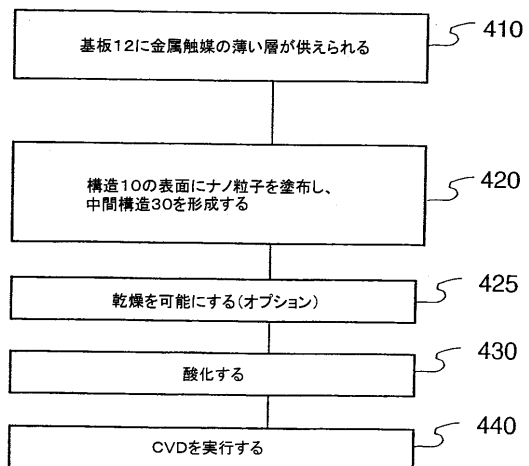 基板12に金属触媒の薄い層が供えられる
410
構造10の表面にナノ粒子を塗布し、
中間構造30を形成する
420
乾燥を可能にする(オプション)
425
酸化する
430
CVDを実行する
440